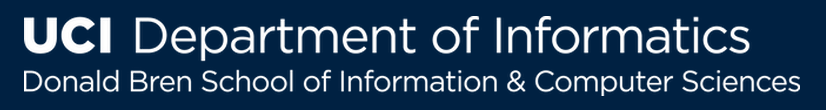 UCI Department of Informatics
Donald Bren School of Information & Computer Sciences